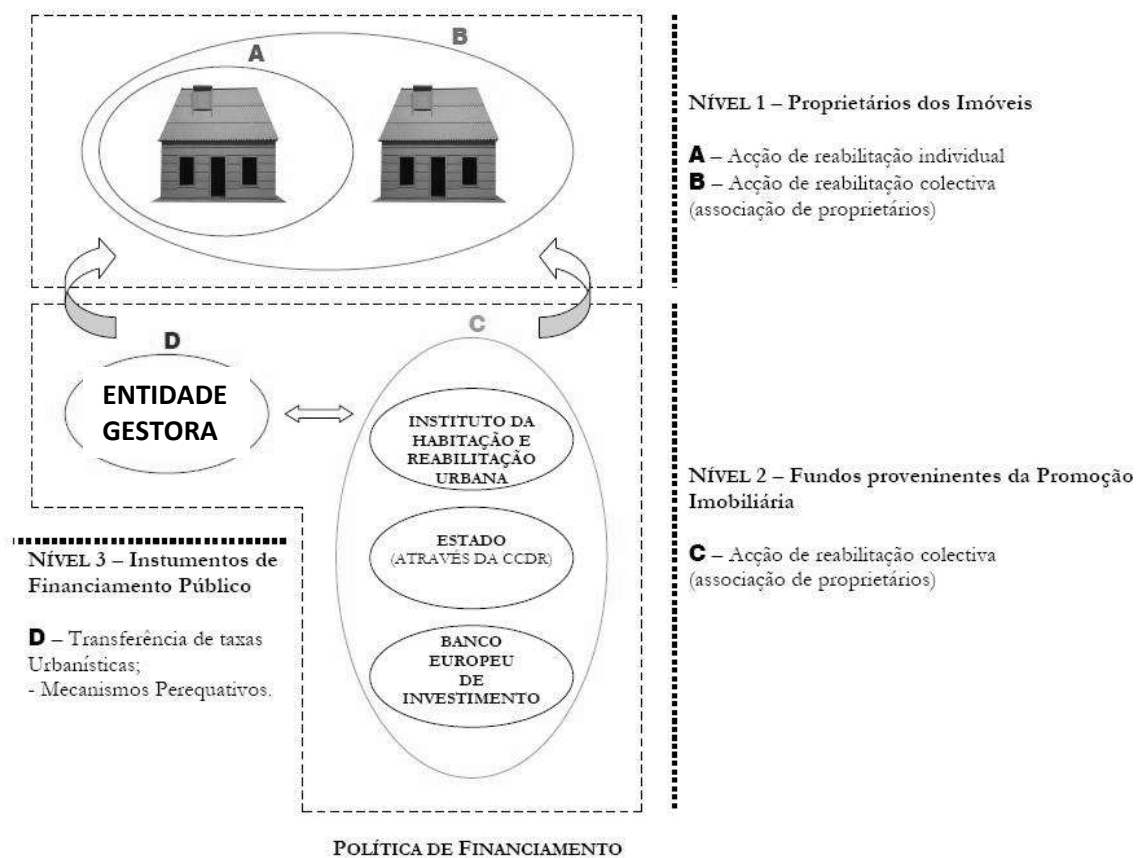 B
A
NÍVEL 1 – Proprietários dos Imóveis
A – Acção de reabilitação individual
B – Acção de reabilitação colectiva
(associação de proprietários)
C
D
ENTIDADE
GESTORA
INSTITUTO DA
HABITAÇÃO E
REABILITAÇÃO
URBANA
ESTADO
(ATRAVÉS DA CCDR)
BANCO
EUROPEU
DE
INVESTIMENTO
NÍVEL 2 – Fundos proveninentes da Promoção
Imobiliária
C – Acção de reabilitação colectiva
(associação de proprietários)
NÍVEL 3 – Instumentos de
Financiamento Público
D – Transferência de taxas
Urbanísticas;
- Mecanismos Perequativos.
POLÍTICA DE FINANCIAMENTO